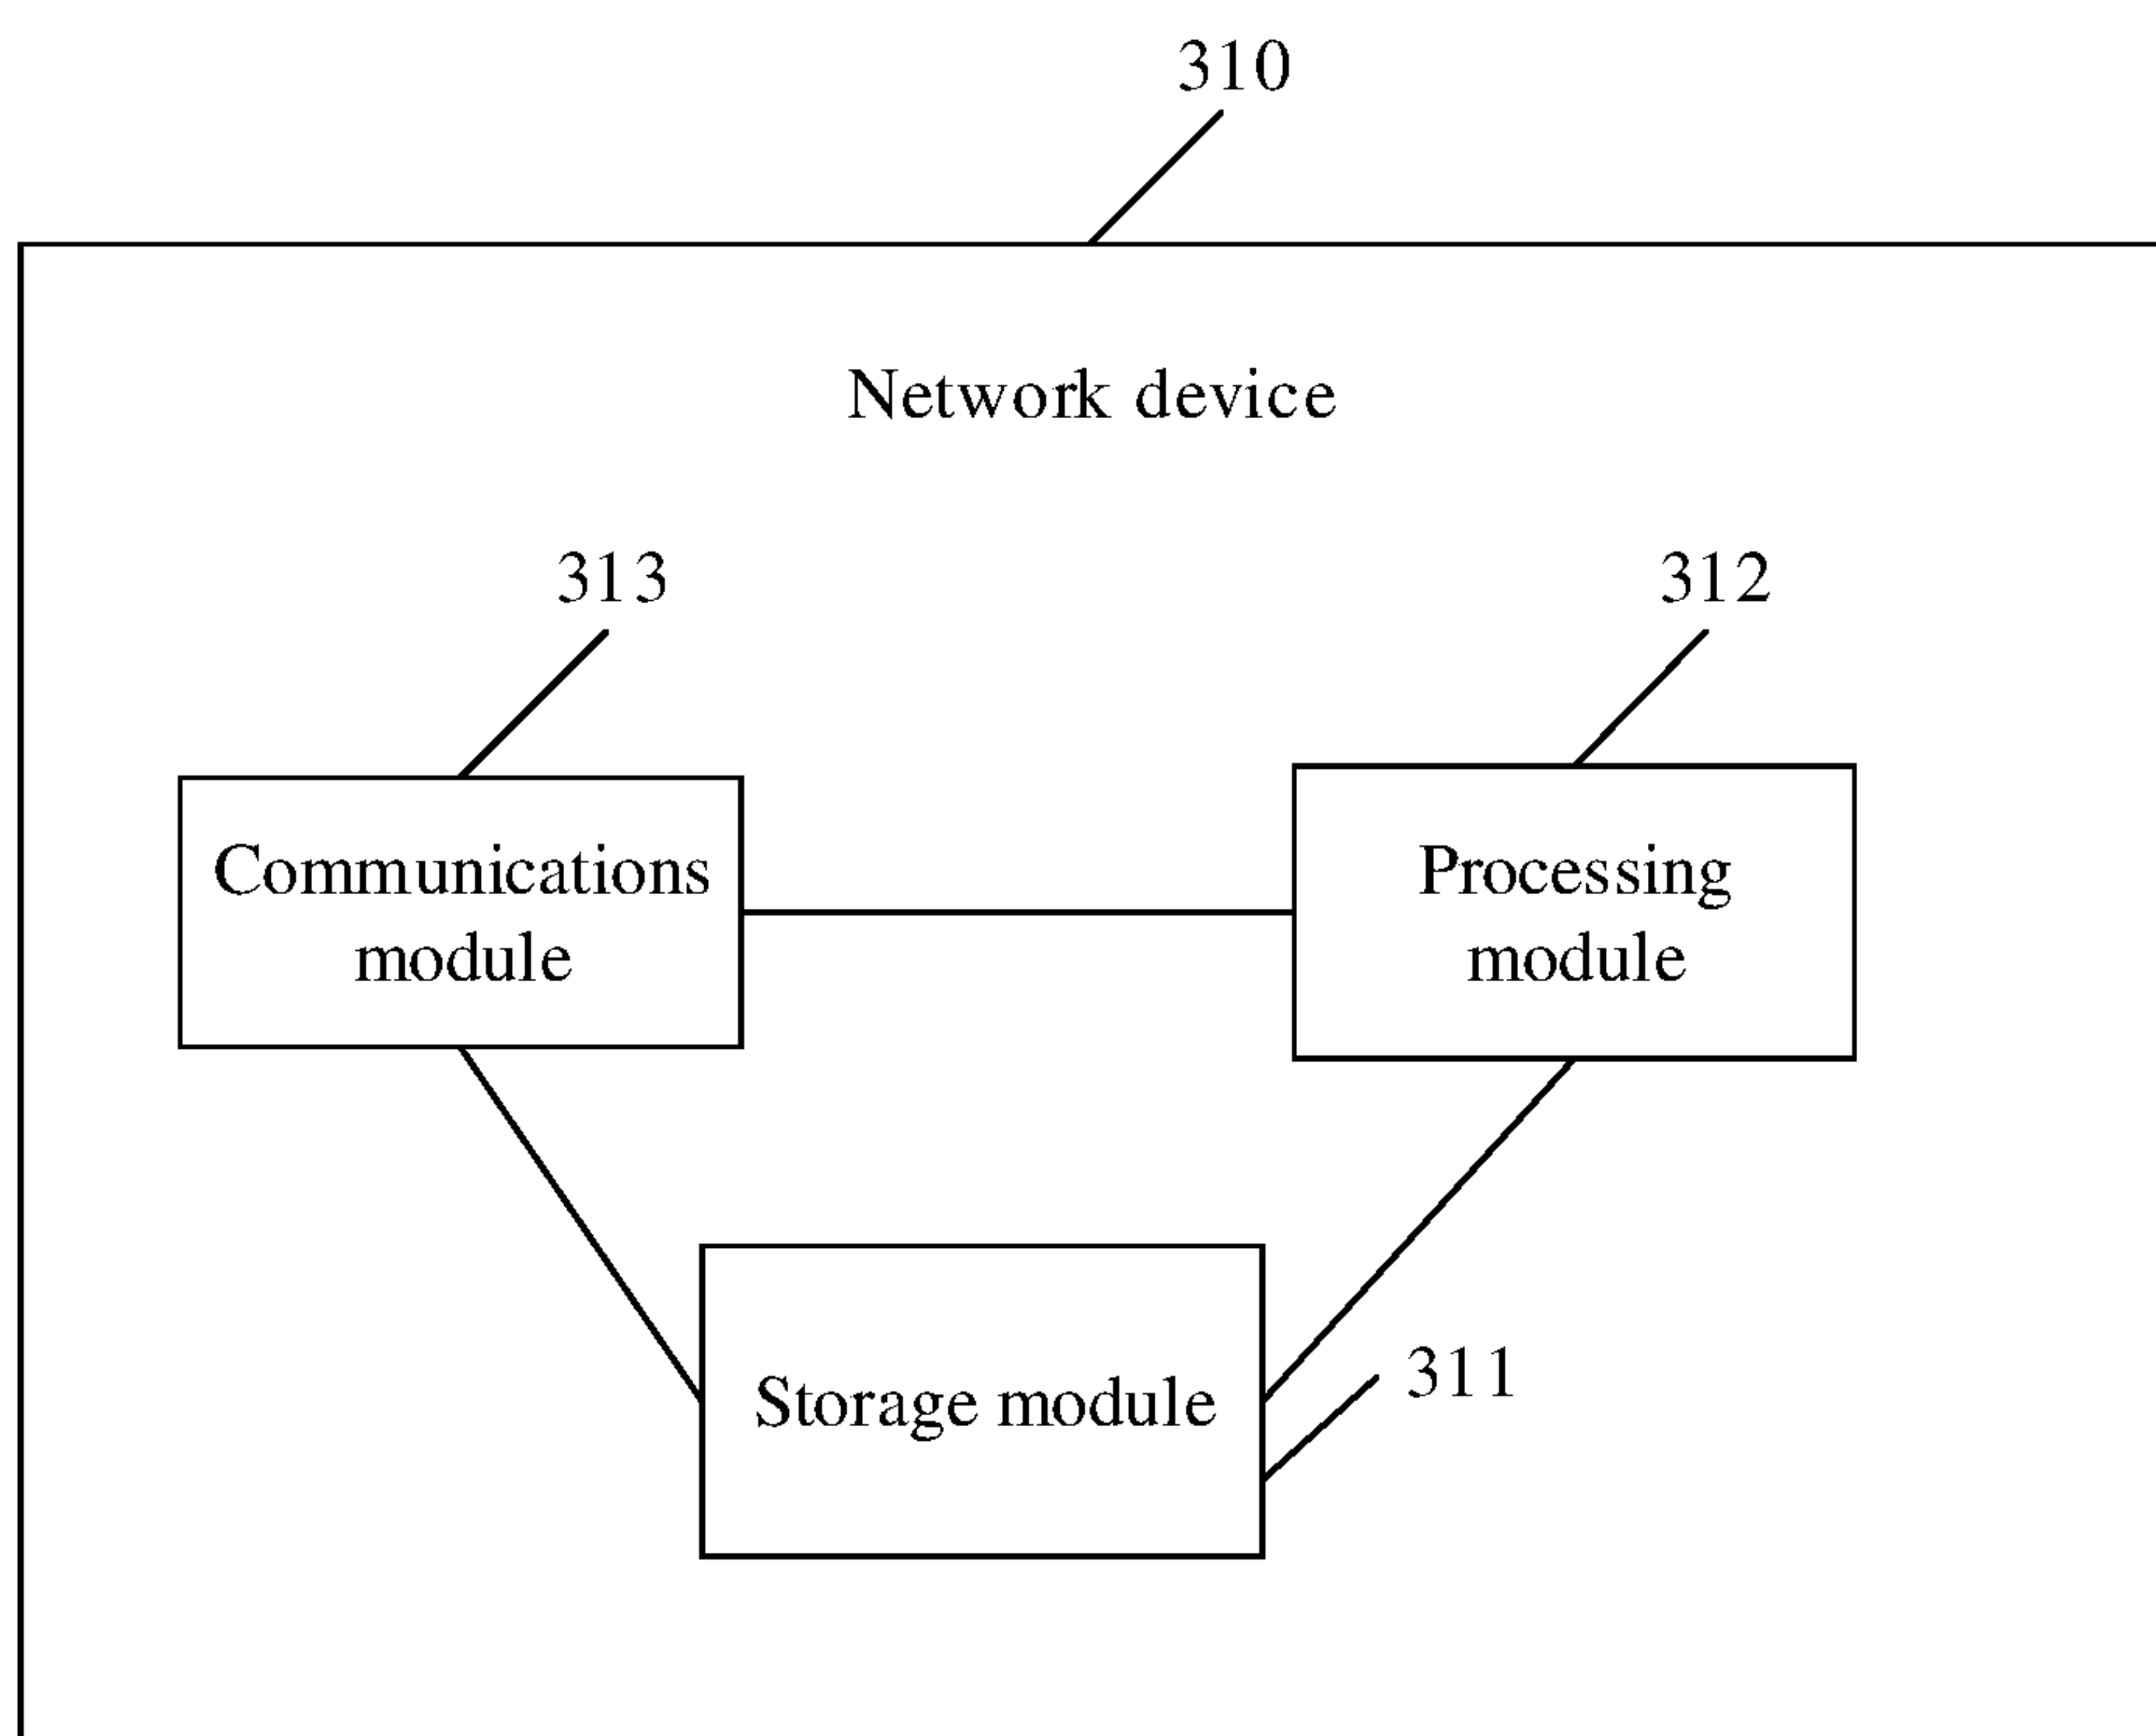 310
Network device
313
312
Communications
module
Processing
module
Storage module
311